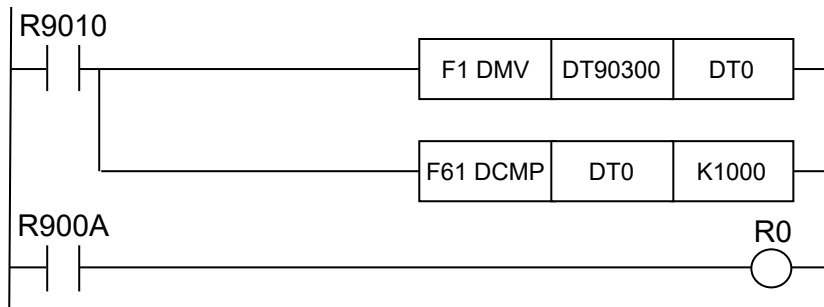 R9010
F1 DMV DT90300 DT0
F61 DCMP DT0 K1000
R900A R0